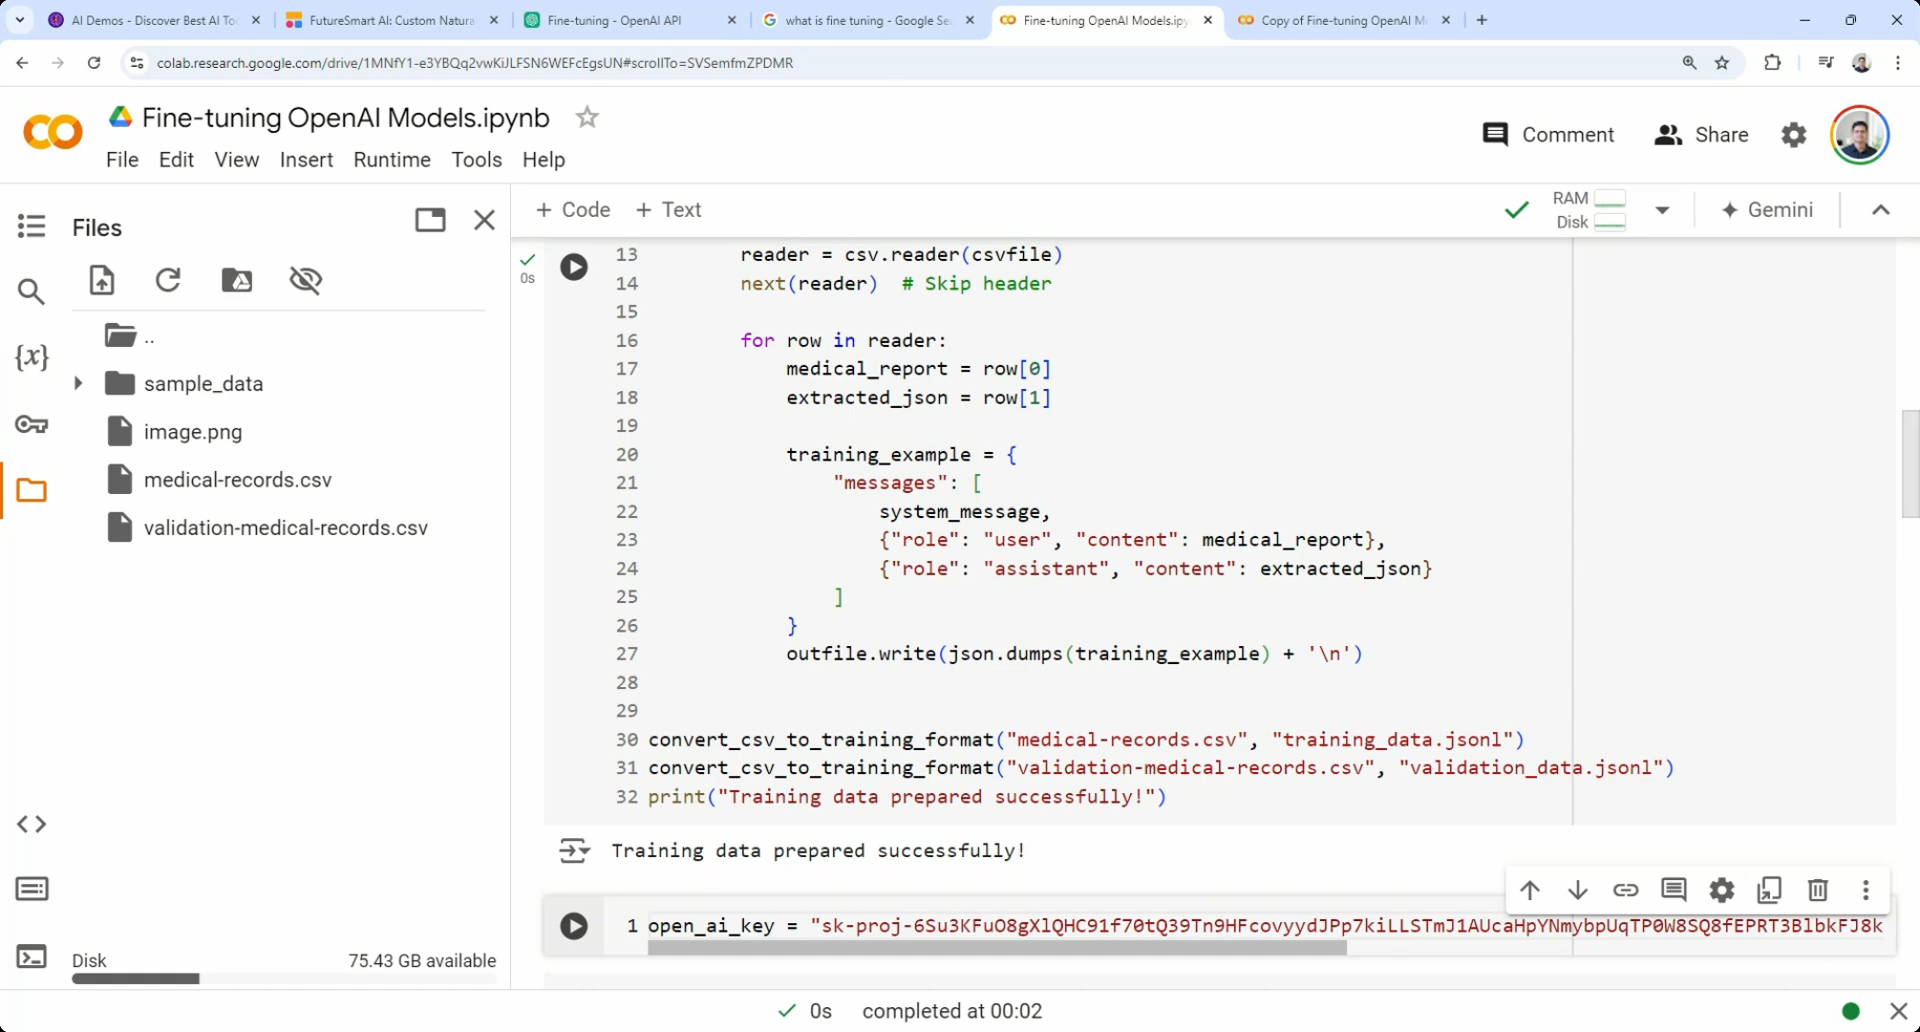 AI Demos - Discover Best AI To
FutureSmart AI: Custom Natura
Fine-tuning - OpenAI API
what is fine tuning - Google Se
Fine-tuning OpenAI Models.ipy
Copy of Fine-tuning OpenAI M
colab.research.google.com/drive/1MNfY1-e3YBQq2vwKiJLFSN6WEFcEgsUN#scrollTo=SVSemfmZPDMR
Fine-tuning OpenAI Models.ipynb
Comment
Share
File Edit View Insert Runtime Tools Help
Files
+ Code + Text
RAM
Disk
Gemini
..
sample_data
image.png
medical-records.csv
validation-medical-records.csv
Disk 75.43 GB available
0s
13 reader = csv.reader(csvfile)
14 next(reader) # Skip header
15
16 for row in reader:
17 medical_report = row[0]
18 extracted_json = row[1]
19
20 training_example = {
21 "messages": [
22 system_message,
23 {"role": "user", "content": medical_report},
24 {"role": "assistant", "content": extracted_json}
25 ]
26 }
27 outfile.write(json.dumps(training_example) + '\n')
28
29
30 convert_csv_to_training_format("medical-records.csv", "training_data.jsonl")
31 convert_csv_to_training_format("validation-medical-records.csv", "validation_data.jsonl")
32 print("Training data prepared successfully!")
Training data prepared successfully!
1 open_ai_key = "sk-proj-6Su3KFuO8gXlQHC91f70tQ39Tn9HFcovyydJPp7kiLLSTmJ1AUcaHpYNmybpUqTP0W8SQ8fEPRT3BlbkFJ8k
0s completed at 00:02